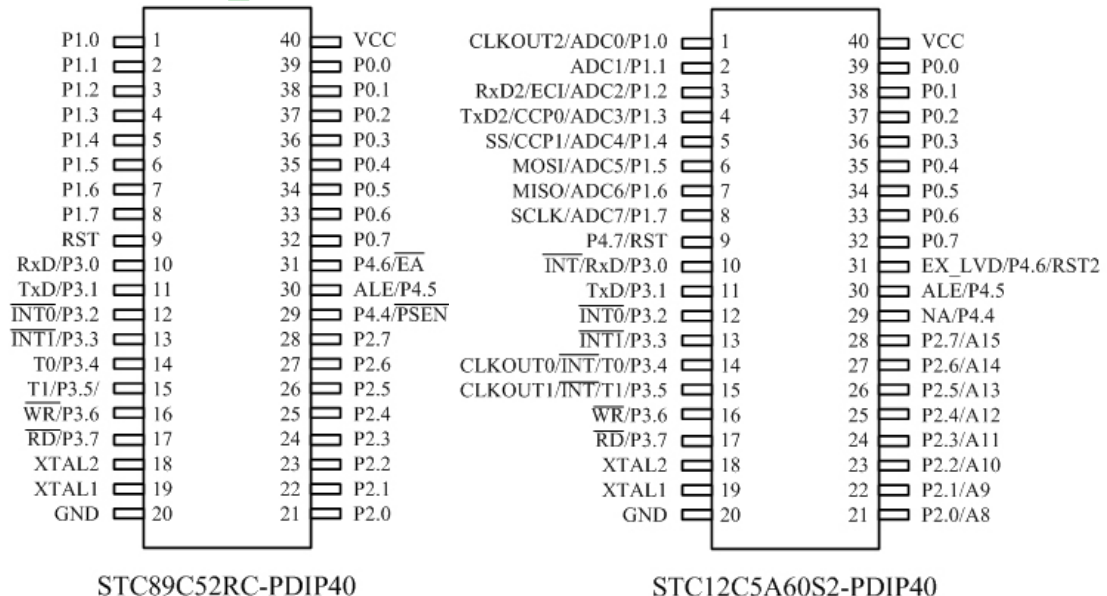 P1.0 1 40 VCC
P1.1 2 39 P0.0
P1.2 3 38 P0.1
P1.3 4 37 P0.2
P1.4 5 36 P0.3
P1.5 6 35 P0.4
P1.6 7 34 P0.5
P1.7 8 33 P0.6
RST 9 32 P0.7
RxD/P3.0 10 31 P4.6/E̅A̅
TxD/P3.1 11 30 ALE/P4.5
I̅N̅T̅0̅/P3.2 12 29 P4.4/P̅S̅E̅N̅
I̅N̅T̅1̅/P3.3 13 28 P2.7
T0/P3.4 14 27 P2.6
T1/P3.5/ 15 26 P2.5
W̅R̅/P3.6 16 25 P2.4
R̅D̅/P3.7 17 24 P2.3
XTAL2 18 23 P2.2
XTAL1 19 22 P2.1
GND 20 21 P2.0
STC89C52RC-PDIP40
CLKOUT2/ADC0/P1.0 1 40 VCC
ADC1/P1.1 2 39 P0.0
RxD2/ECI/ADC2/P1.2 3 38 P0.1
TxD2/CCP0/ADC3/P1.3 4 37 P0.2
SS/CCP1/ADC4/P1.4 5 36 P0.3
MOSI/ADC5/P1.5 6 35 P0.4
MISO/ADC6/P1.6 7 34 P0.5
SCLK/ADC7/P1.7 8 33 P0.6
P4.7/RST 9 32 P0.7
I̅N̅T̅/RxD/P3.0 10 31 EX_LVD/P4.6/RST2
TxD/P3.1 11 30 ALE/P4.5
I̅N̅T̅0̅/P3.2 12 29 NA/P4.4
I̅N̅T̅1̅/P3.3 13 28 P2.7/A15
CLKOUT0/I̅N̅T̅/T0/P3.4 14 27 P2.6/A14
CLKOUT1/I̅N̅T̅/T1/P3.5 15 26 P2.5/A13
W̅R̅/P3.6 16 25 P2.4/A12
R̅D̅/P3.7 17 24 P2.3/A11
XTAL2 18 23 P2.2/A10
XTAL1 19 22 P2.1/A9
GND 20 21 P2.0/A8
STC12C5A60S2-PDIP40